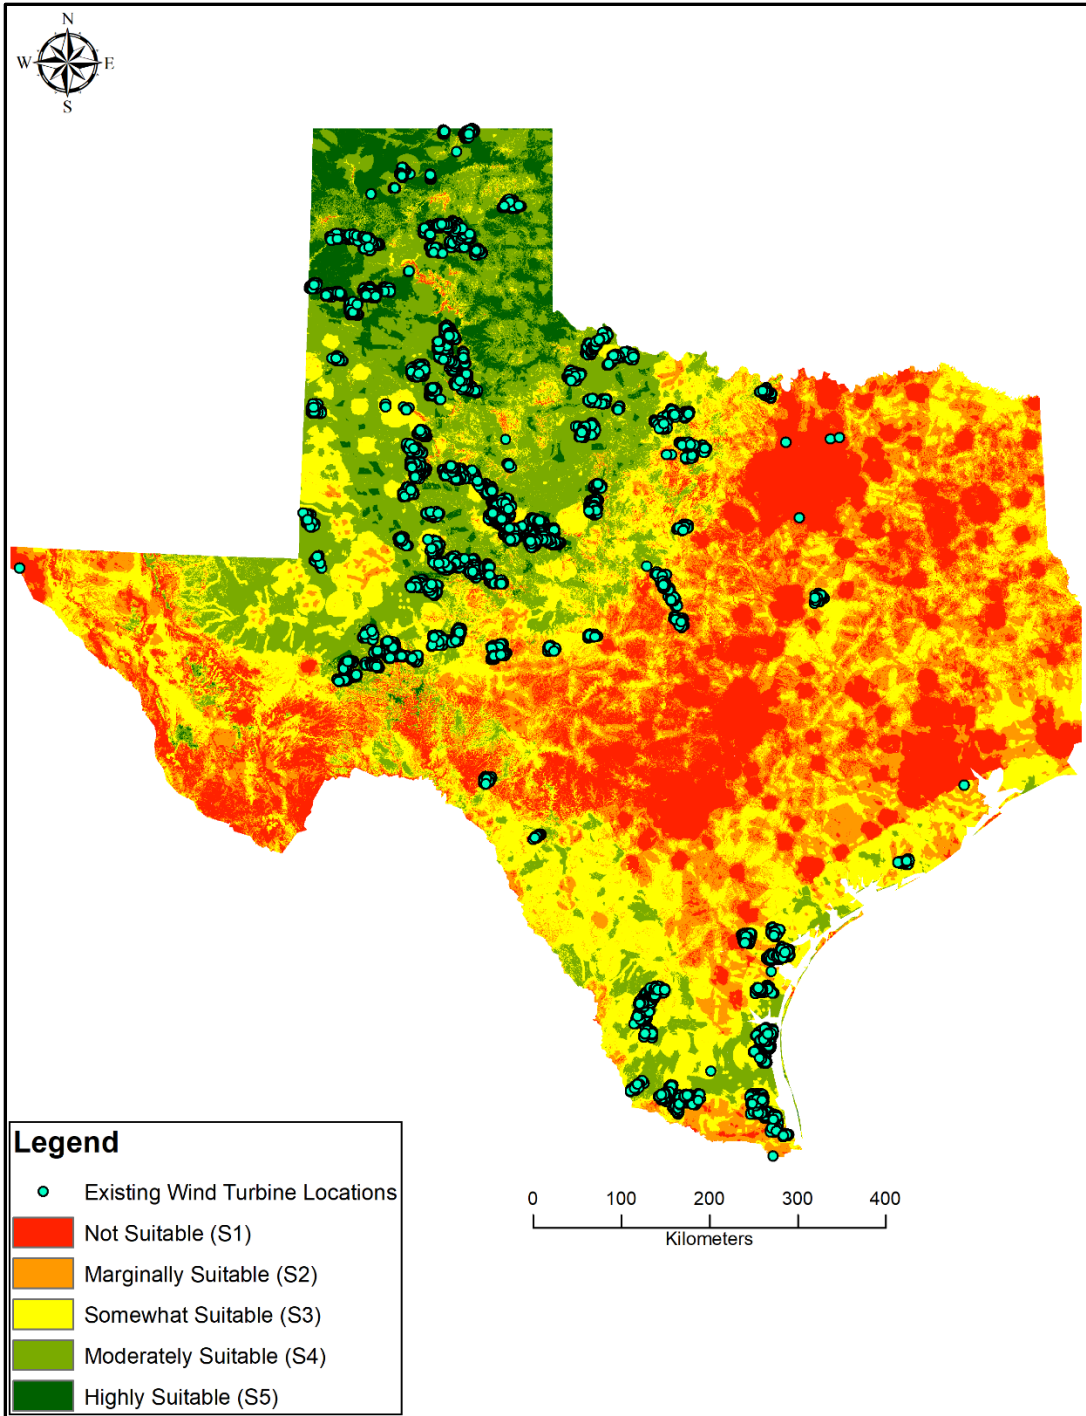 N
W E
S
Legend
Existing Wind Turbine Locations
Not Suitable (S1)
Marginally Suitable (S2)
Somewhat Suitable (S3)
Moderately Suitable (S4)
Highly Suitable (S5)
0 100 200 300 400
Kilometers